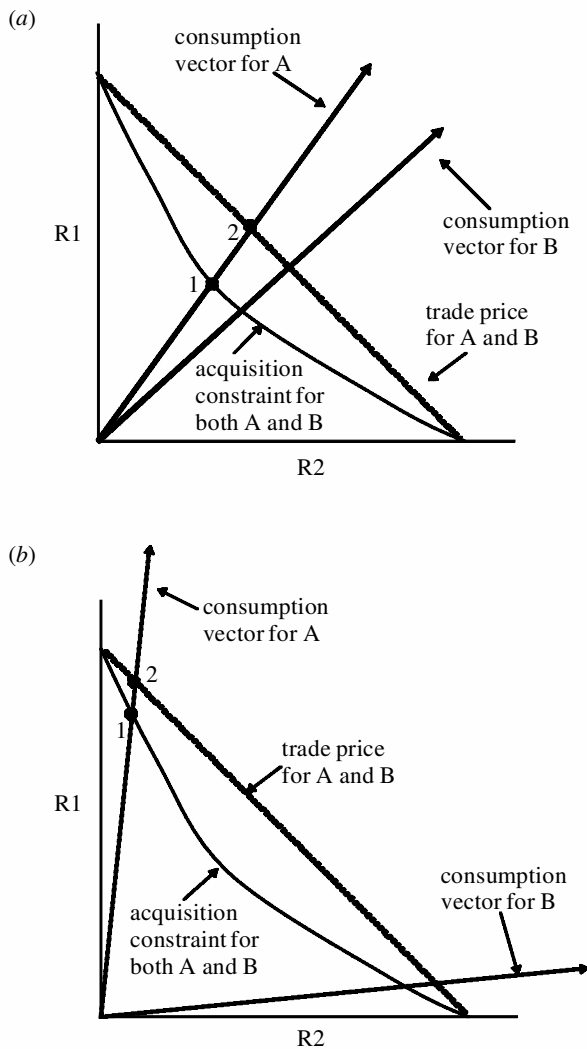 (a)
consumption
vector for A
R1
2
1
consumption
vector for B
trade price
for A and B
acquisition
constraint for
both A and B
R2
(b)
consumption
vector for A
2
1
trade price
for A and B
R1
consumption
vector for B
acquisition
constraint for
both A and B
R2